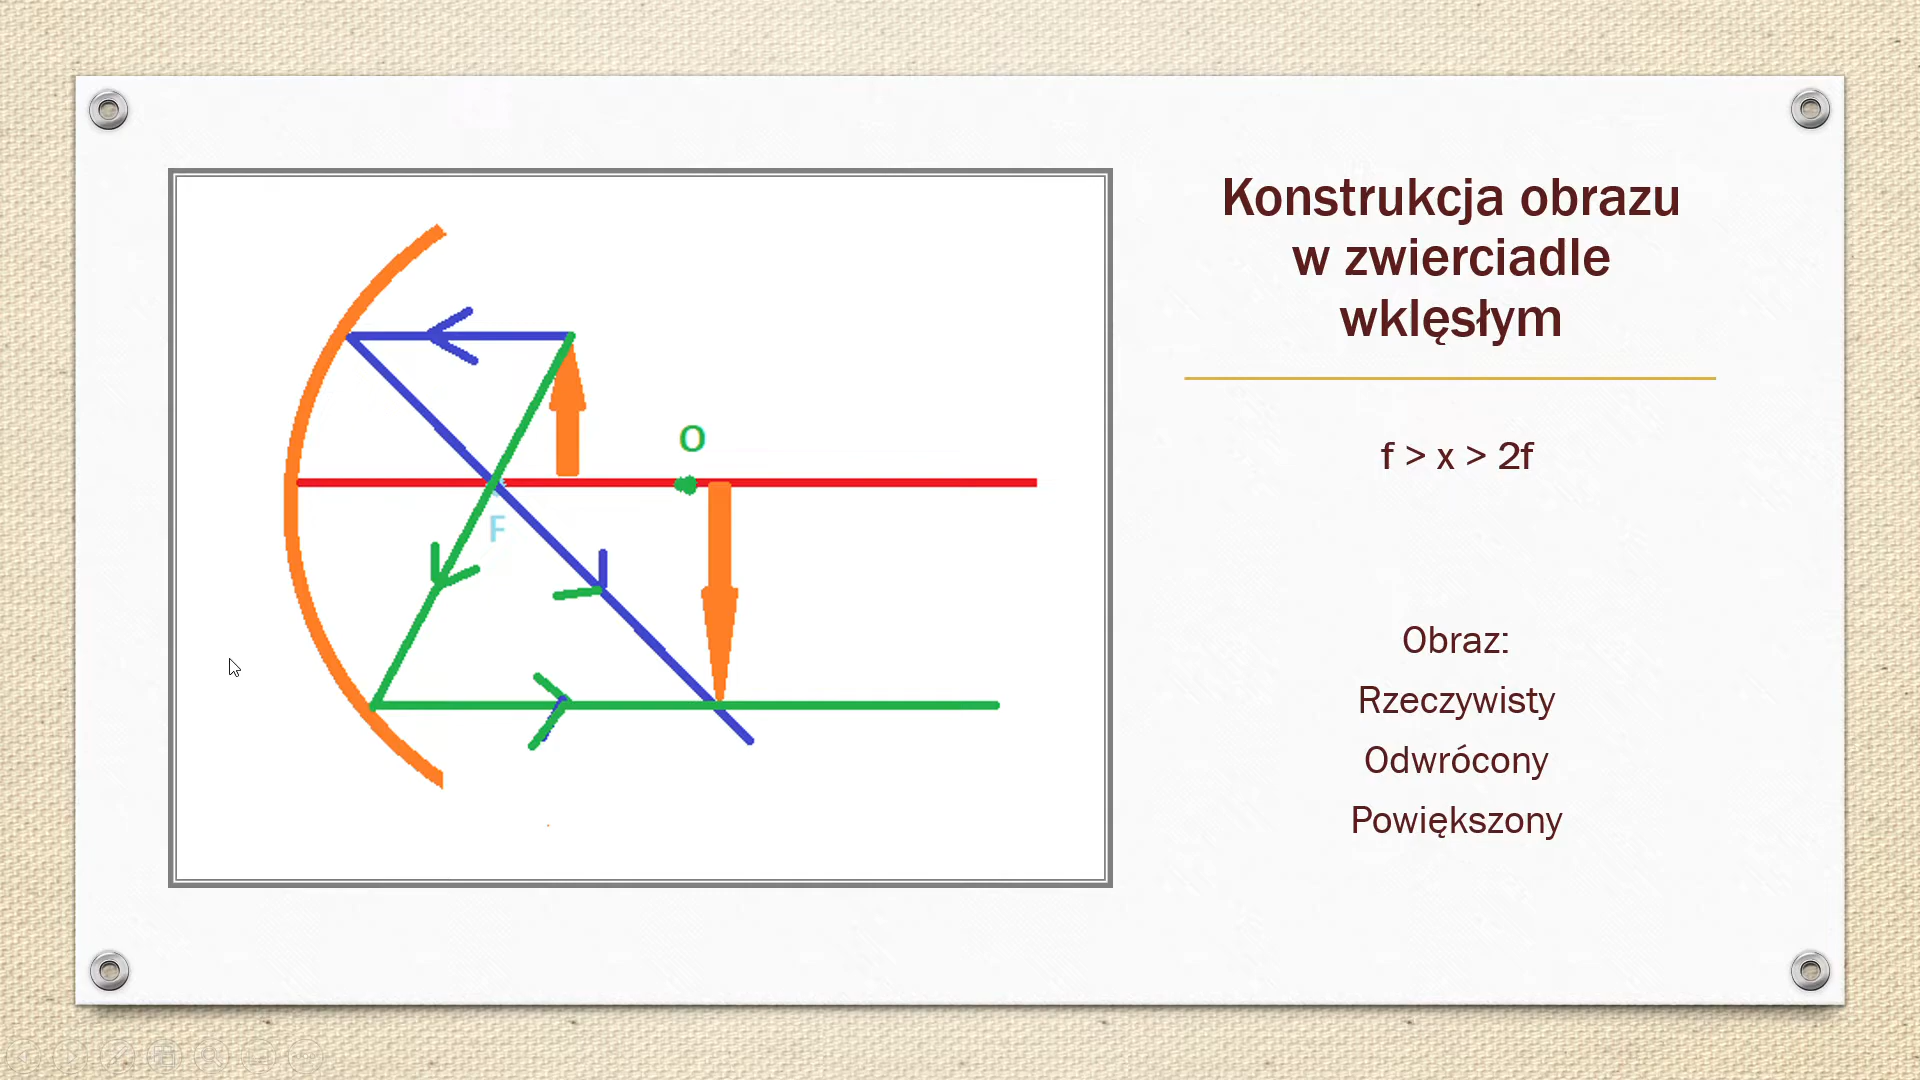 Konstrukcja obrazu
w zwierciadle
wklęsłym
f > x > 2f
O
F
Obraz:
Rzeczywisty
Odwrócony
Powiększony